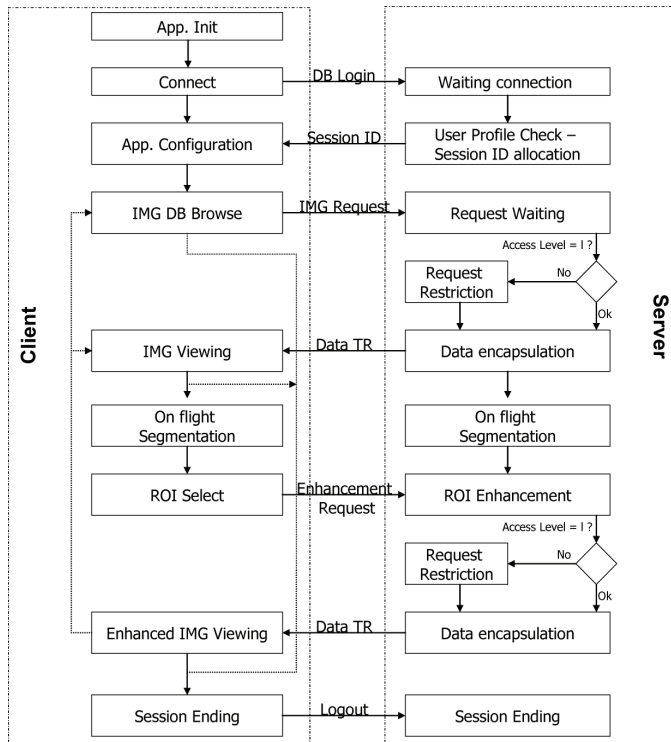 App. Init
Connect
DB Login
Waiting connection
App. Configuration
Session ID
User Profile Check –
Session ID allocation
IMG DB Browse
IMG Request
Request Waiting
Access Level = l ?
No
Request
Restriction
Ok
Client
Server
IMG Viewing
Data TR
Data encapsulation
On flight
Segmentation
On flight
Segmentation
ROI Select
Enhancement
Request
ROI Enhancement
Access Level = l ?
No
Request
Restriction
Ok
Enhanced IMG Viewing
Data TR
Data encapsulation
Session Ending
Logout
Session Ending